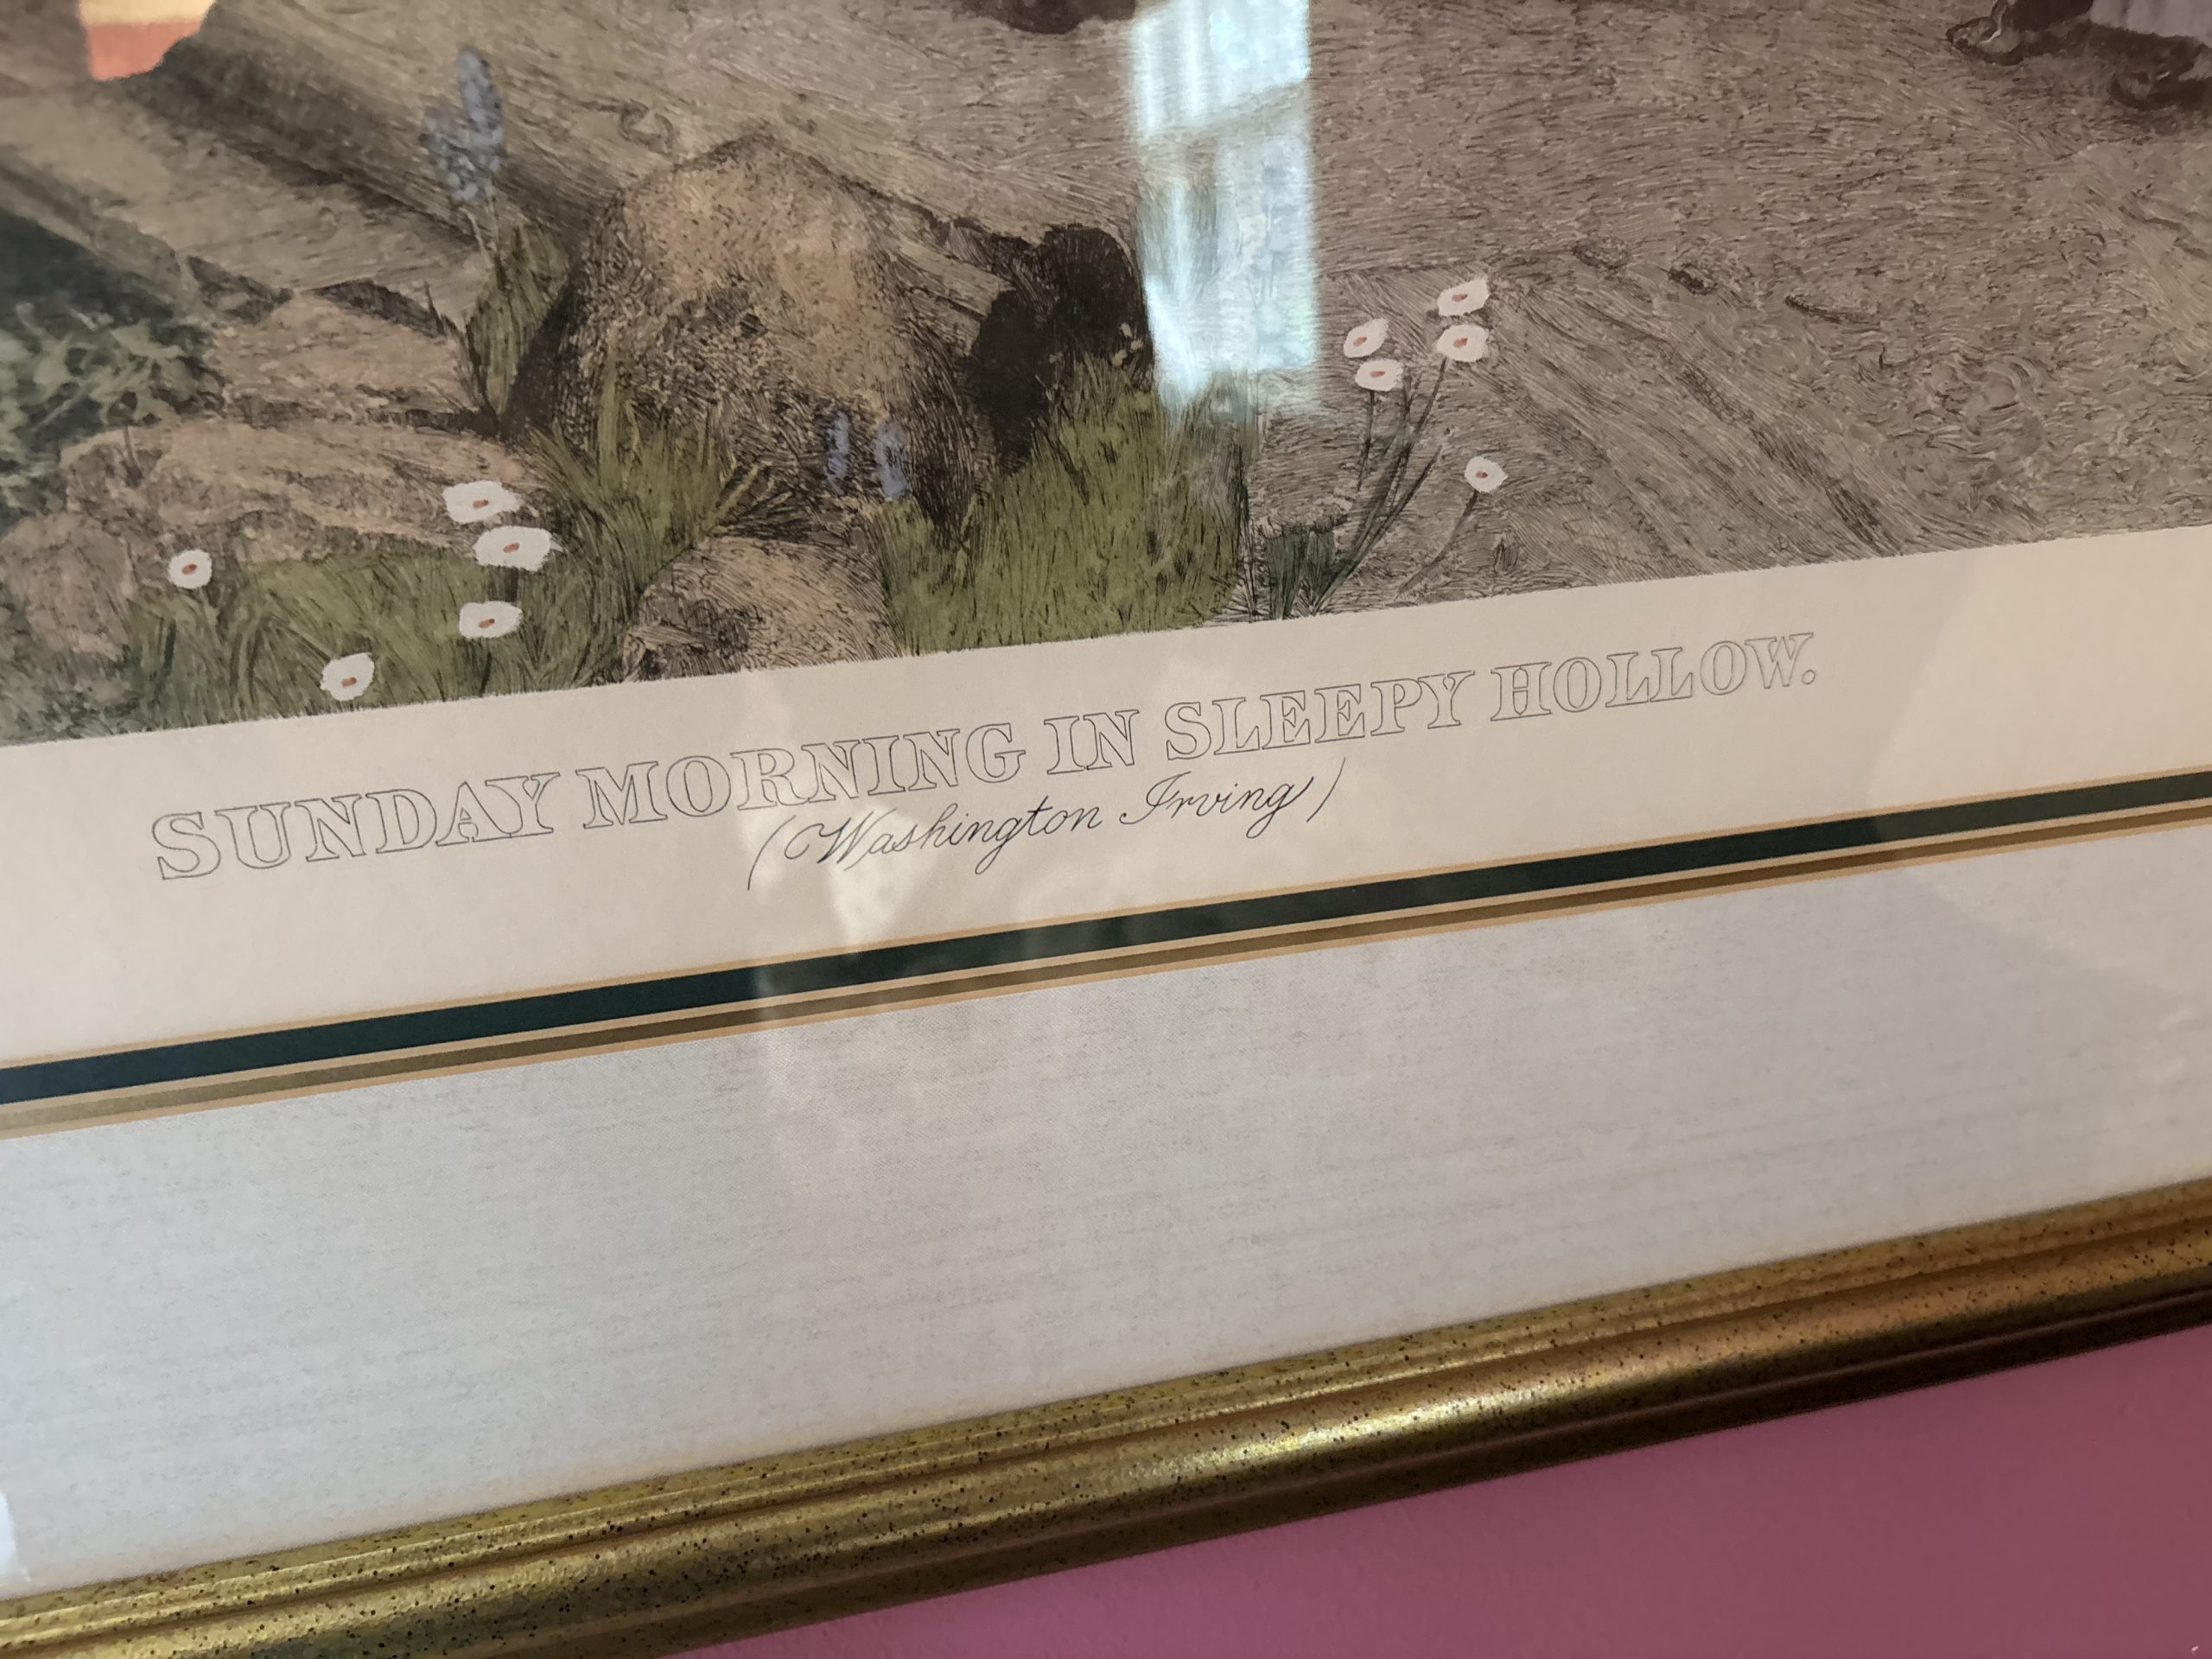 SUNDAY MORNING IN SLEEPY HOLLOW.
(Washington Irving)